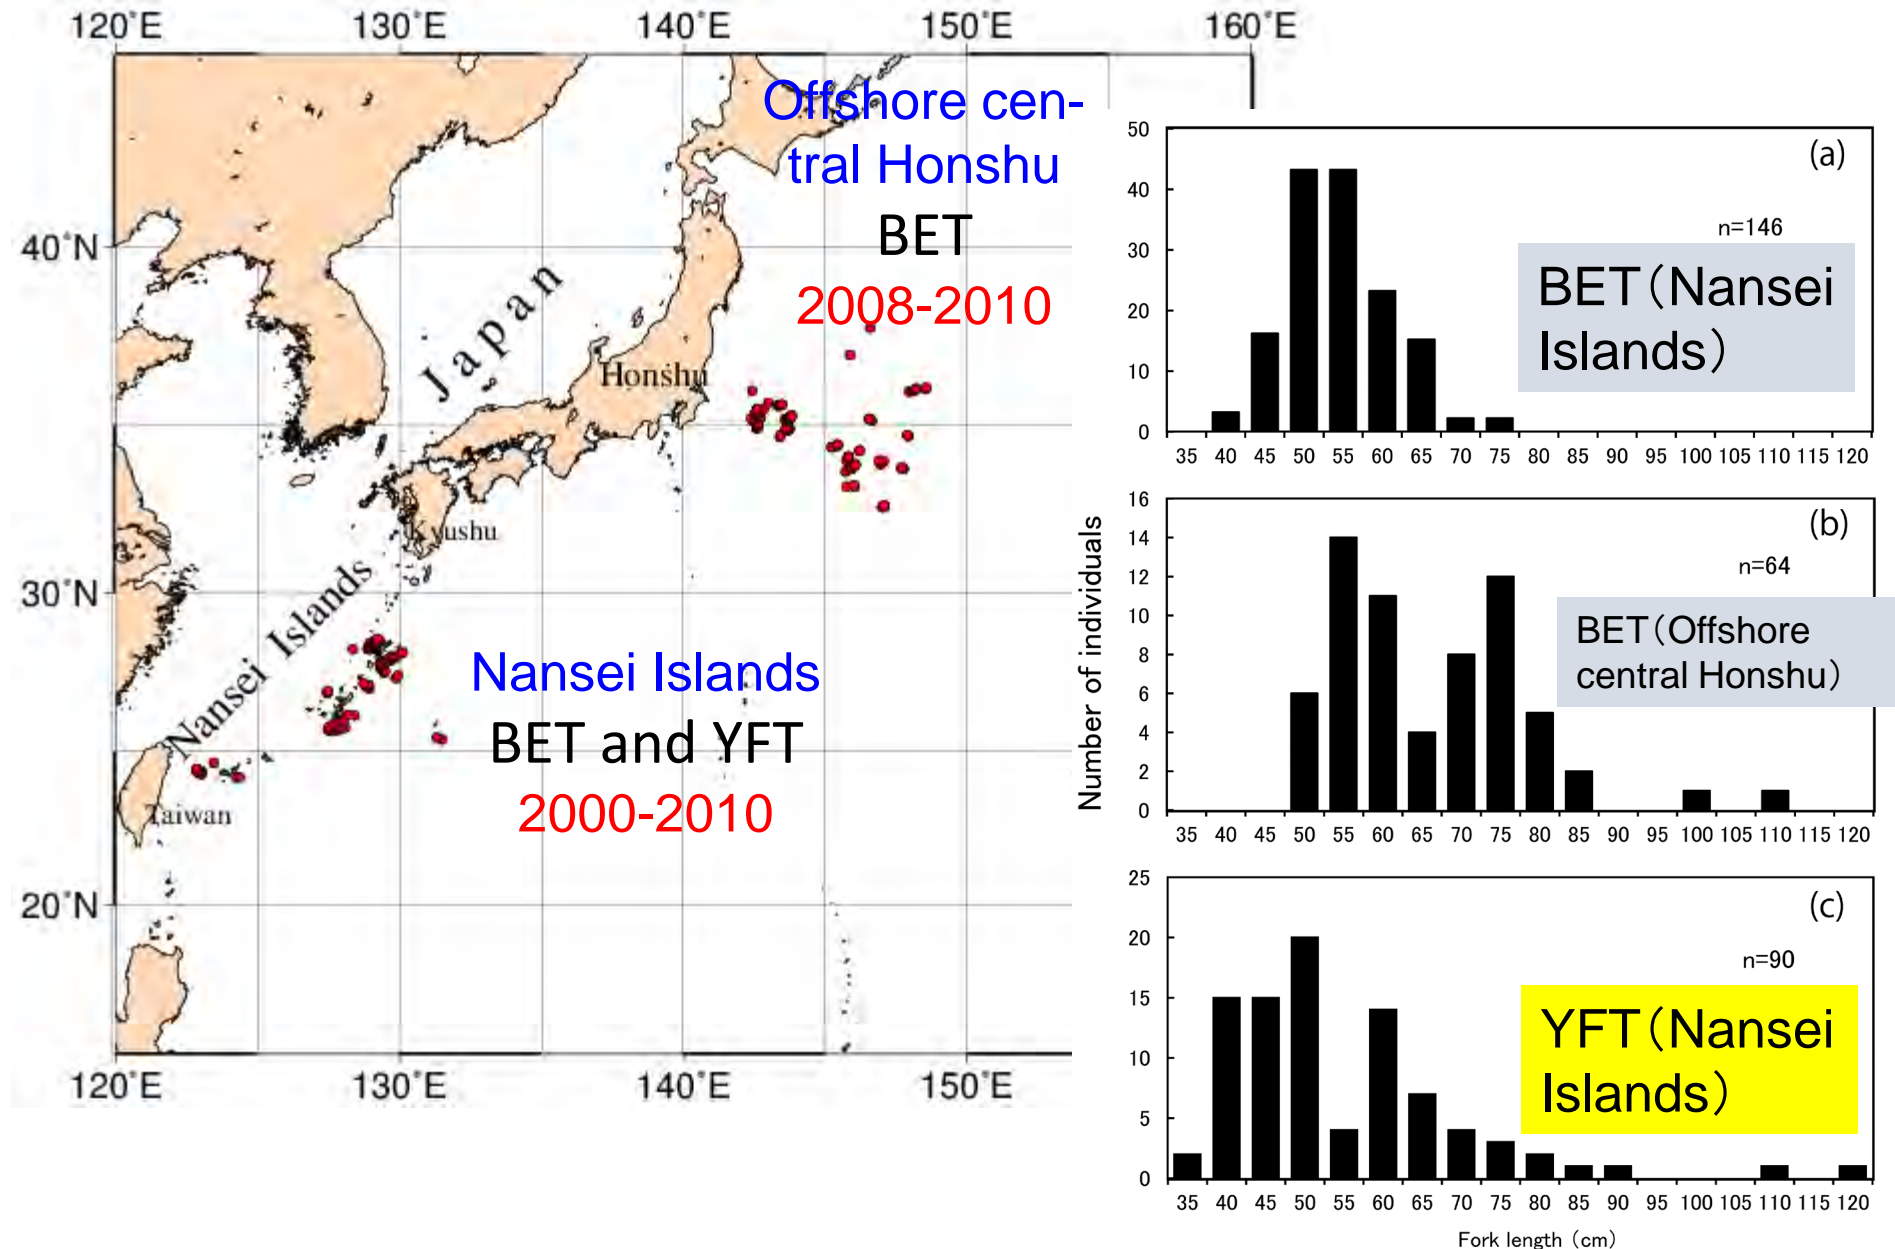 120°E 130°E 140°E 150°E 160°E
Offshore cen-
tral Honshu
BET
2008-2010
40°N
30°N
20°N
Japan
Honshu
Kyushu
Nansei Islands
Taiwan
Nansei Islands
BET and YFT
2000-2010
120°E 130°E 140°E 150°E
Number of individuals
50
40
30
20
10
0
(a)
n=146
BET(Nansei
Islands)
35 40 45 50 55 60 65 70 75 80 85 90 95 100 105 110 115 120
16
14
12
10
8
6
4
2
0
(b)
n=64
BET(Offshore
central Honshu)
35 40 45 50 55 60 65 70 75 80 85 90 95 100 105 110 115 120
25
20
15
10
5
0
(c)
n=90
YFT(Nansei
Islands)
35 40 45 50 55 60 65 70 75 80 85 90 95 100 105 110 115 120
Fork length (cm)